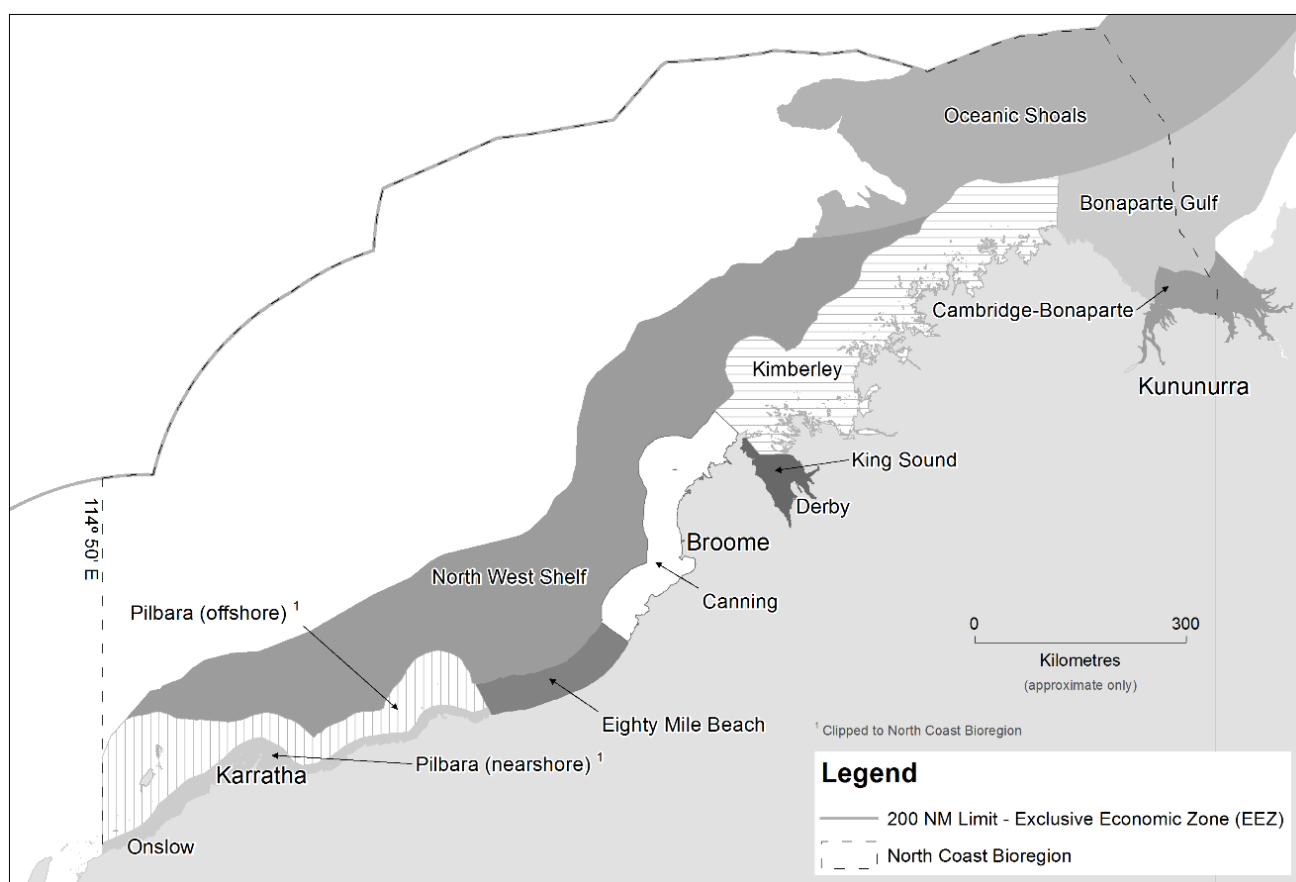 Oceanic Shoals
Bonaparte Gulf
Cambridge-Bonaparte
Kimberley
Kununurra
King Sound
Derby
114° 50' E
Broome
North West Shelf
Canning
Pilbara (offshore) 1
0 300
Kilometres
(approximate only)
Eighty Mile Beach
1 Clipped to North Coast Bioregion
Karratha
Pilbara (nearshore) 1
Legend
200 NM Limit - Exclusive Economic Zone (EEZ)
Onslow
North Coast Bioregion